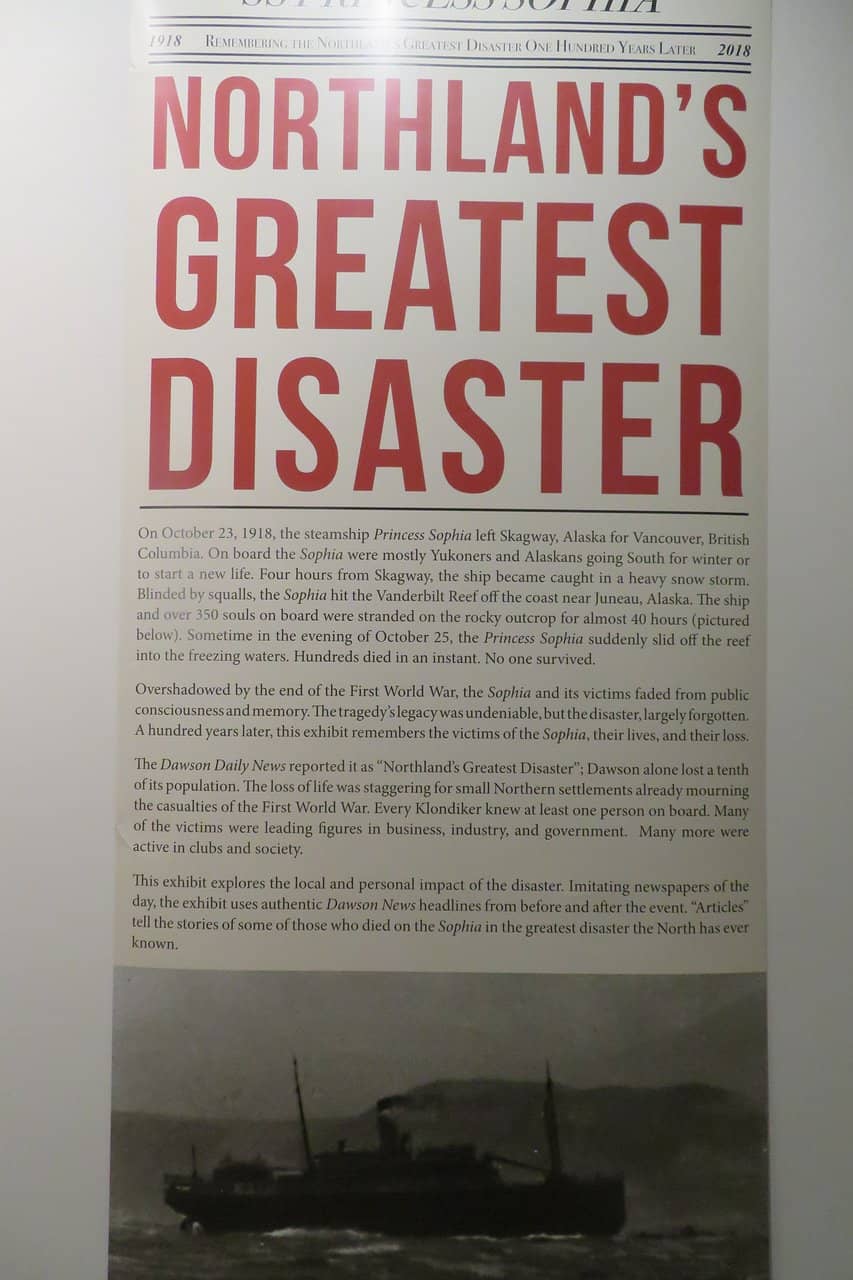 SS PRINCESS SOPHIA
1918 REMEMBERING THE NORTHLAND'S GREATEST DISASTER ONE HUNDRED YEARS LATER 2018
NORTHLAND'S
GREATEST
DISASTER
On October 23, 1918, the steamship Princess Sophia left Skagway, Alaska for Vancouver, British
Columbia. On board the Sophia were mostly Yukoners and Alaskans going South for winter or
to start a new life. Four hours from Skagway, the ship became caught in a heavy snow storm.
Blinded by squalls, the Sophia hit the Vanderbilt Reef off the coast near Juneau, Alaska. The ship
and over 350 souls on board were stranded on the rocky outcrop for almost 40 hours (pictured
below). Sometime in the evening of October 25, the Princess Sophia suddenly slid off the reef
into the freezing waters. Hundreds died in an instant. No one survived.
Overshadowed by the end of the First World War, the Sophia and its victims faded from public
consciousness and memory. The tragedy's legacy was undeniable, but the disaster, largely forgotten.
A hundred years later, this exhibit remembers the victims of the Sophia, their lives, and their loss.
The Dawson Daily News reported it as "Northland's Greatest Disaster"; Dawson alone lost a tenth
of its population. The loss of life was staggering for small Northern settlements already mourning
the casualties of the First World War. Every Klondiker knew at least one person on board. Many
of the victims were leading figures in business, industry, and government. Many more were
active in clubs and society.
This exhibit explores the local and personal impact of the disaster. Imitating newspapers of the
day, the exhibit uses authentic Dawson News headlines from before and after the event. "Articles"
tell the stories of some of those who died on the Sophia in the greatest disaster the North has ever
known.